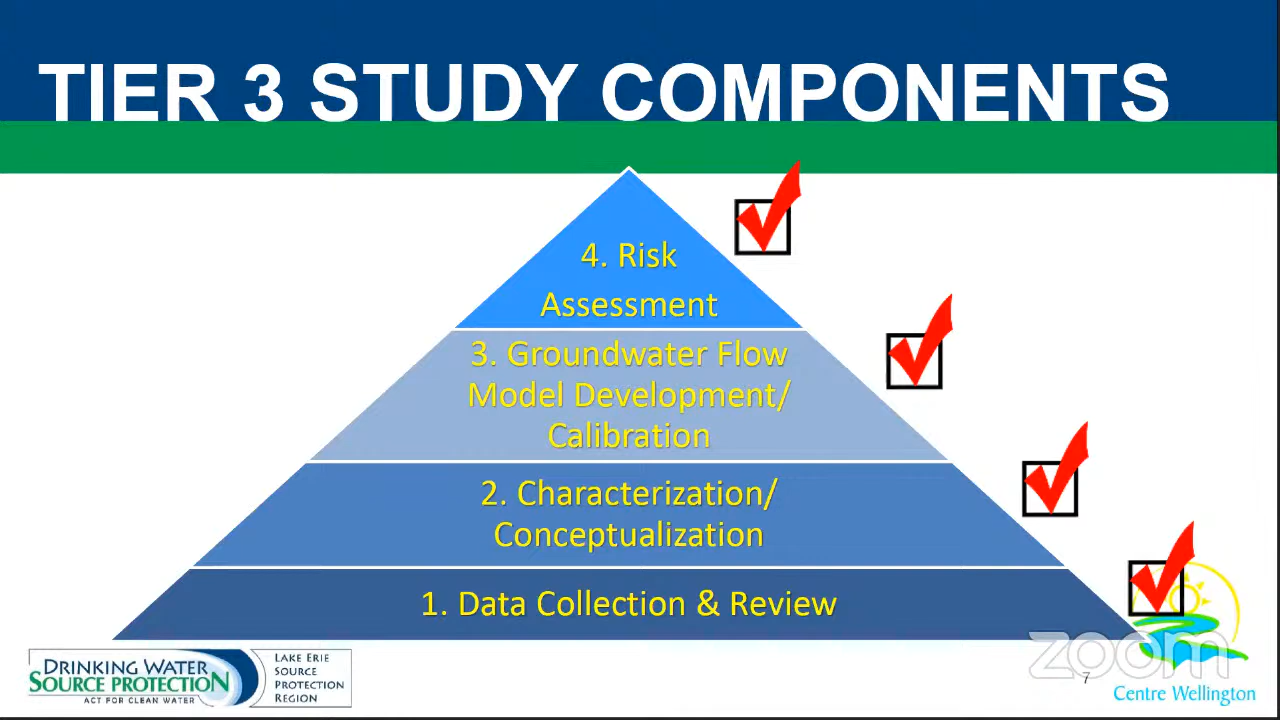 TIER 3 STUDY COMPONENTS
4. Risk
Assessment
3. Groundwater Flow
Model Development/
Calibration
2. Characterization/
Conceptualization
1. Data Collection & Review
DRINKING WATER
SOURCE PROTECTION
ACT FOR CLEAN WATER
LAKE ERIE
SOURCE
PROTECTION
REGION
zoom
7
Centre Wellington